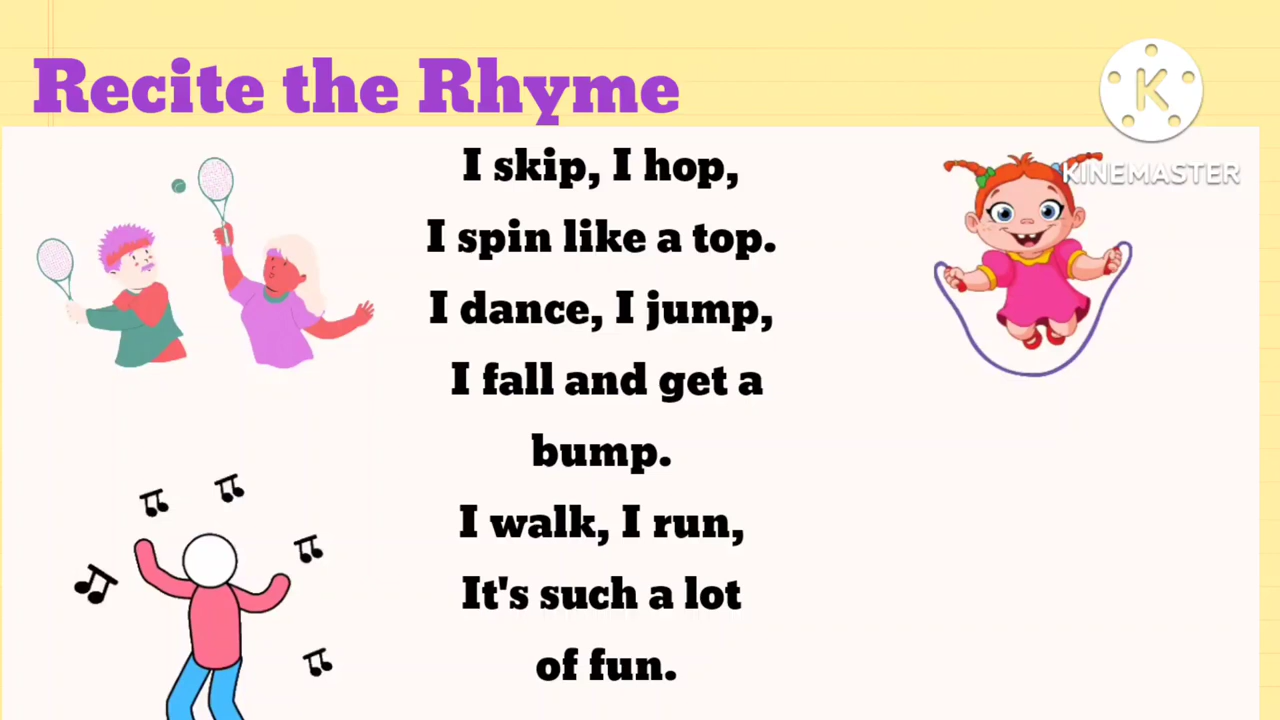 Recite the Rhyme
K
KINEMASTER
I skip, I hop,
I spin like a top.
I dance, I jump,
I fall and get a
bump.
I walk, I run,
It's such a lot
of fun.